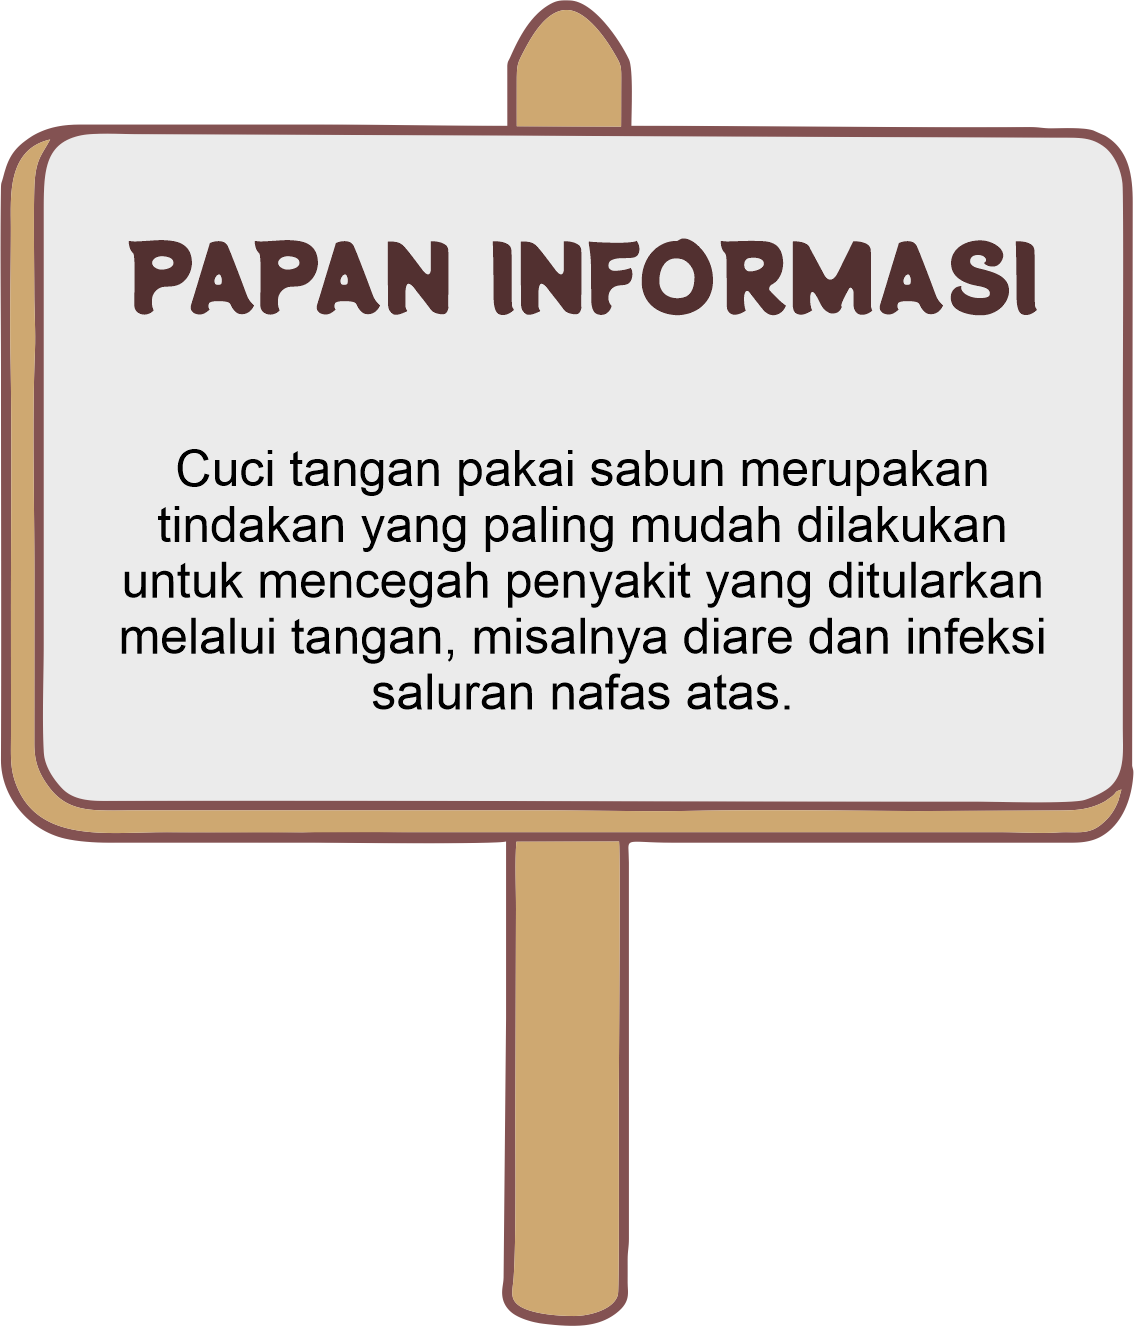 PAPAN INFORMASI
Cuci tangan pakai sabun merupakan
tindakan yang paling mudah dilakukan
untuk mencegah penyakit yang ditularkan
melalui tangan, misalnya diare dan infeksi
saluran nafas atas.